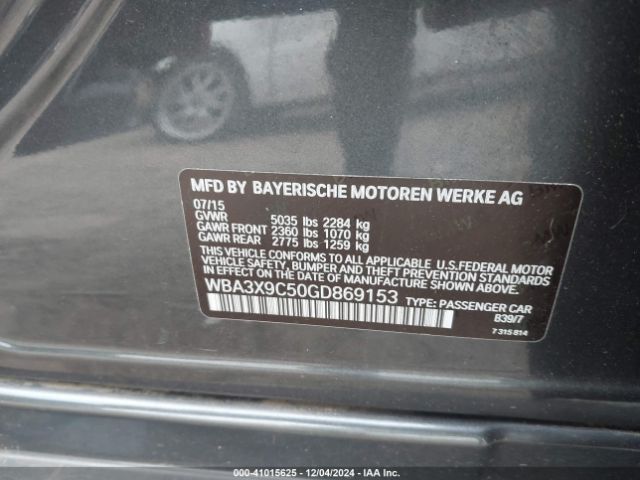 MFD BY BAYERISCHE MOTOREN WERKE AG
07/15
GVWR 5035 lbs 2284 kg
GAWR FRONT 2360 lbs 1070 kg
GAWR REAR 2775 lbs 1259 kg
THIS VEHICLE CONFORMS TO ALL APPLICABLE U.S.FEDERAL MOTOR
VEHICLE SAFETY, BUMPER, AND THEFT PREVENTION STANDARDS
IN EFFECT ON THE DATE OF MANUFACTURE SHOWN ABOVE.
WBA3X9C50GD869153 TYPE: PASSENGER CAR
B39/7
7315814
000-41015625 - 12/04/2024 - IAA Inc.